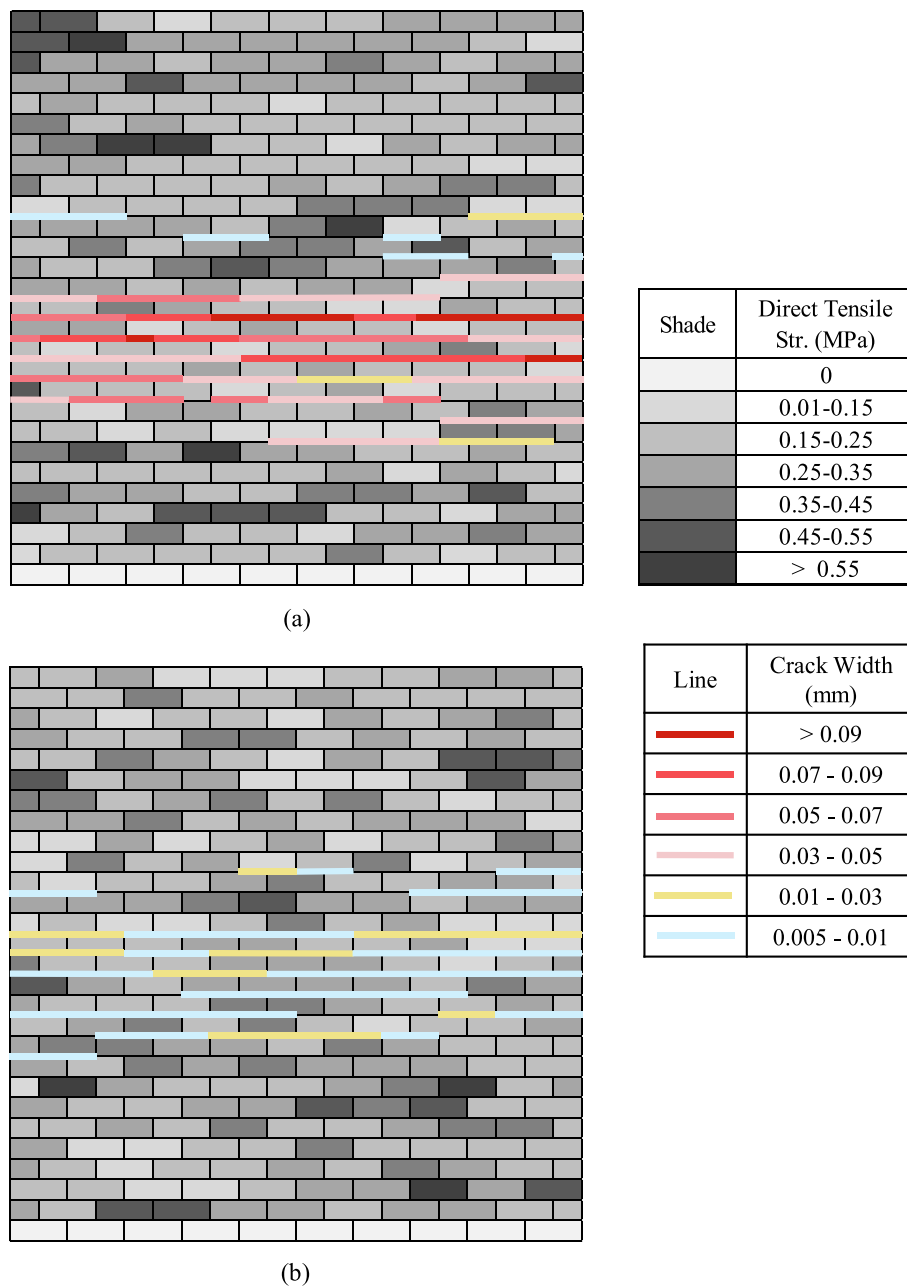 Shade
Direct Tensile
Str. (MPa)
0
0.01-0.15
0.15-0.25
0.25-0.35
0.35-0.45
0.45-0.55
> 0.55
(a)
Line
Crack Width
(mm)
> 0.09
0.07 - 0.09
0.05 - 0.07
0.03 - 0.05
0.01 - 0.03
0.005 - 0.01
(b)